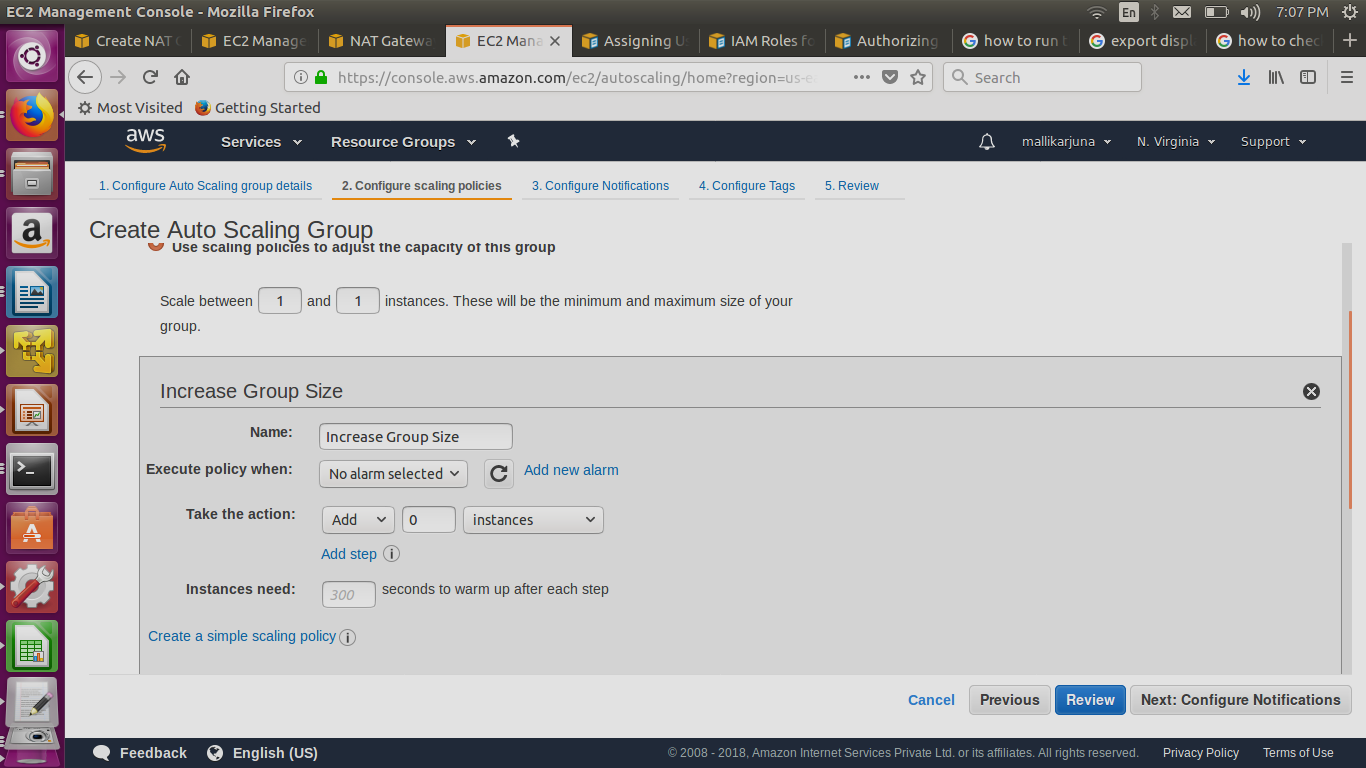 EC2 Management Console - Mozilla Firefox
En
7:07 PM
Create NAT
EC2 Manage
NAT Gatewa
EC2 Mana
Assigning
IAM Roles fo
Authorizing
how to run
export displ
how to chec
https://console.aws.amazon.com/ec2/autoscaling/home?region=us-e
Search
Most Visited
Getting Started
aws
Services
Resource Groups
mallikarjuna
N. Virginia
Support
1. Configure Auto Scaling group details
2. Configure scaling policies
3. Configure Notifications
4. Configure Tags
5. Review
Create Auto Scaling Group
Use scaling policies to adjust the capacity of this group
Scale between 1 and 1 instances. These will be the minimum and maximum size of your
group.
Increase Group Size
Name: Increase Group Size
Execute policy when: No alarm selected Add new alarm
Take the action: Add 0 instances
Add step i
Instances need: 300 seconds to warm up after each step
Create a simple scaling policy i
Cancel
Previous
Review
Next: Configure Notifications
Feedback
English (US)
© 2008 - 2018, Amazon Internet Services Private Ltd. or its affiliates. All rights reserved.
Privacy Policy
Terms of Use